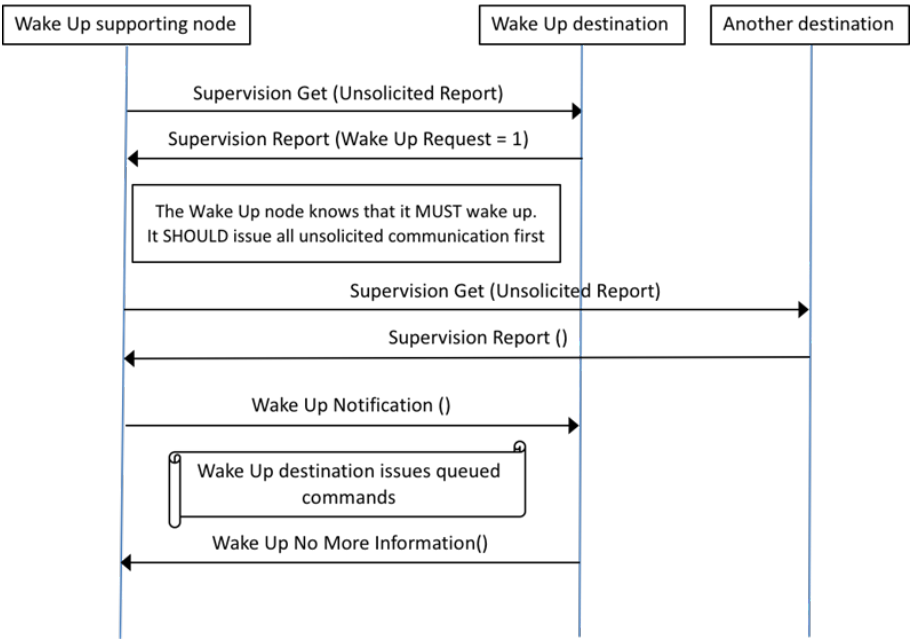 Wake Up supporting node
Wake Up destination
Another destination
Supervision Get (Unsolicited Report)
Supervision Report (Wake Up Request = 1)
The Wake Up node knows that it MUST wake up.
It SHOULD issue all unsolicited communication first
Supervision Get (Unsolicited Report)
Supervision Report ()
Wake Up Notification ()
Wake Up destination issues queued
commands
Wake Up No More Information()